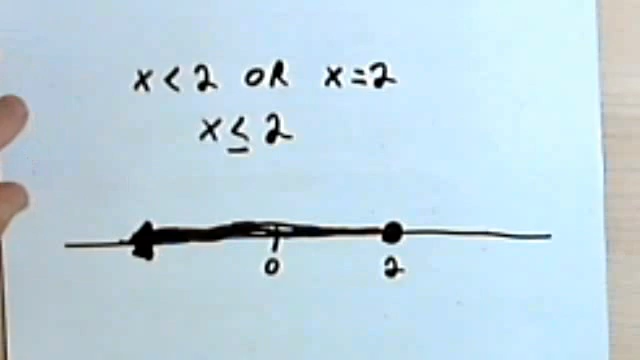 x < 2 OR x = 2
x ≤ 2
0 2